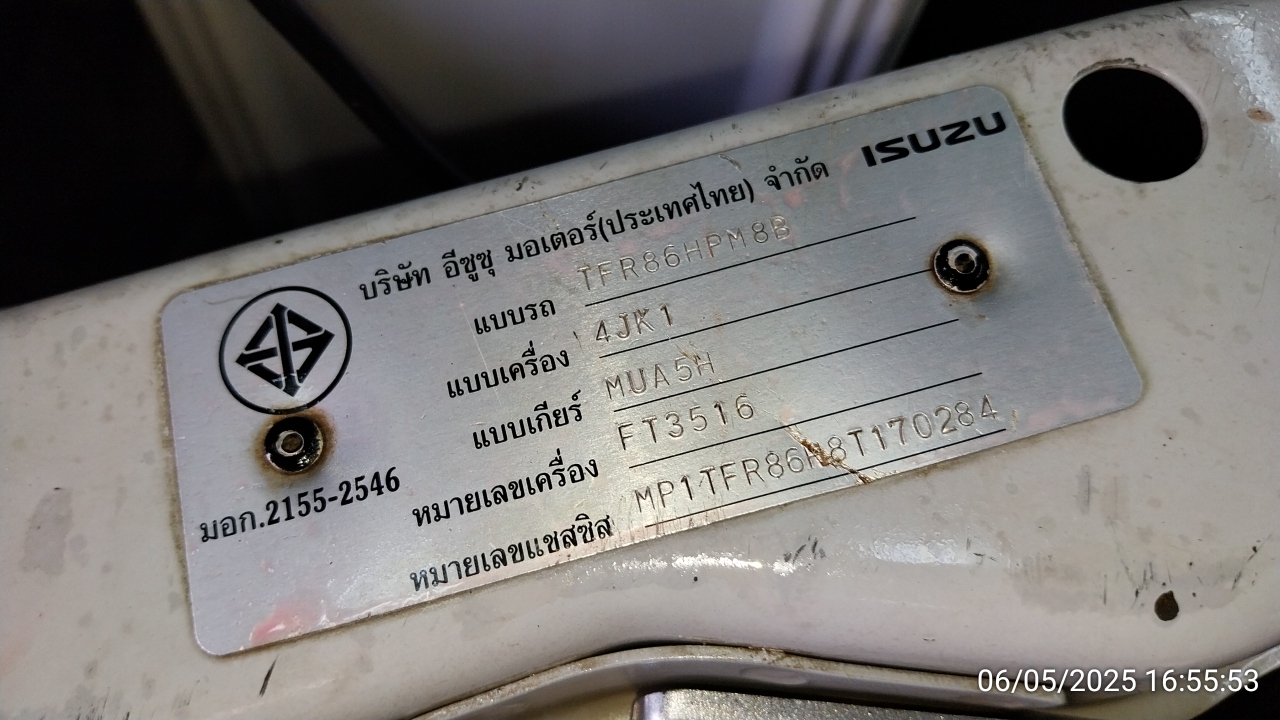 ISUZU
บริษัท อีซูซุ มอเตอร์(ประเทศไทย) จำกัด
แบบรถ TFR86HPM8B
แบบเครื่อง 4JK1
แบบเกียร์ MUA5H
หมายเลขเครื่อง FT3516
หมายเลขแชสซิส MP1TFR86H8T170284
มอก.2155-2546
06/05/2025 16:55:53